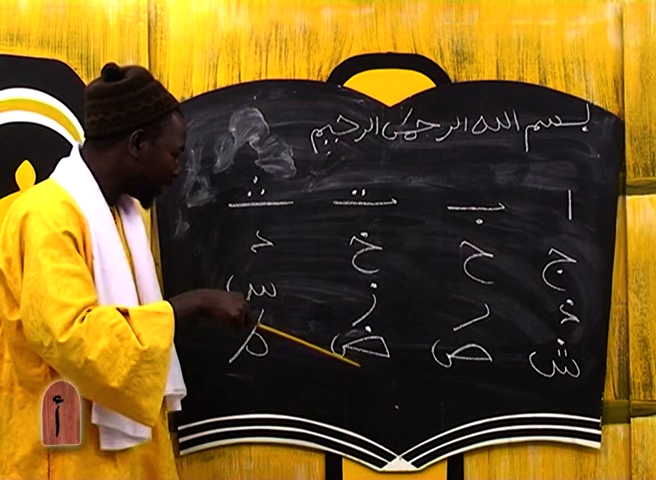 بسم الله الرحمن الرحيم
ا ب ت ث
ج ح خ د
ذ ر ز س
ش ص ض ط
أ